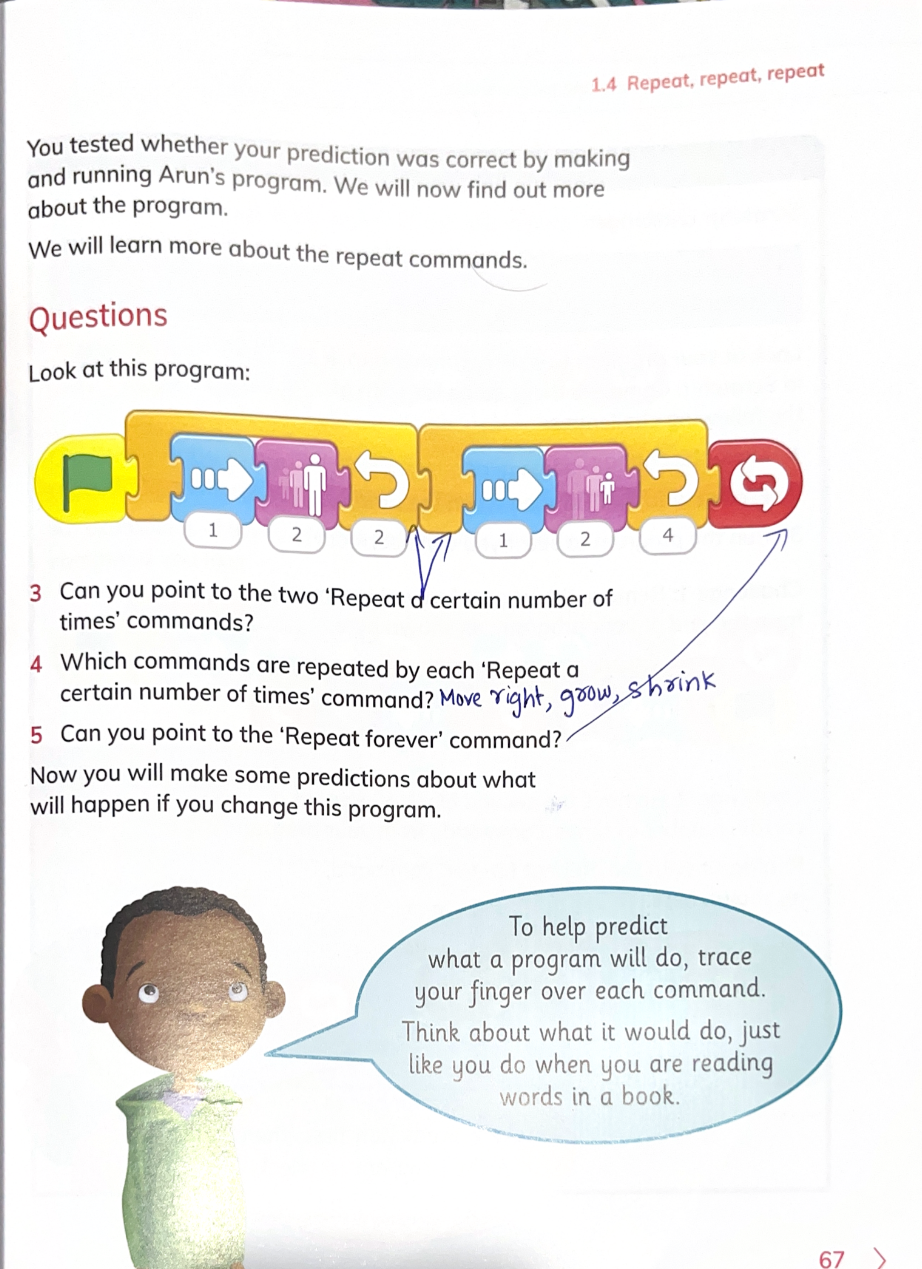 1.4 Repeat, repeat, repeat
You tested whether your prediction was correct by making
and running Arun's program. We will now find out more
about the program.
We will learn more about the repeat commands.
Questions
Look at this program:
1 2 2 1 2 4
3 Can you point to the two 'Repeat a certain number of
times' commands?
4 Which commands are repeated by each 'Repeat a
certain number of times' command? Move right, grow, shrink
5 Can you point to the 'Repeat forever' command?
Now you will make some predictions about what
will happen if you change this program.
To help predict
what a program will do, trace
your finger over each command.
Think about what it would do, just
like you do when you are reading
words in a book.
67